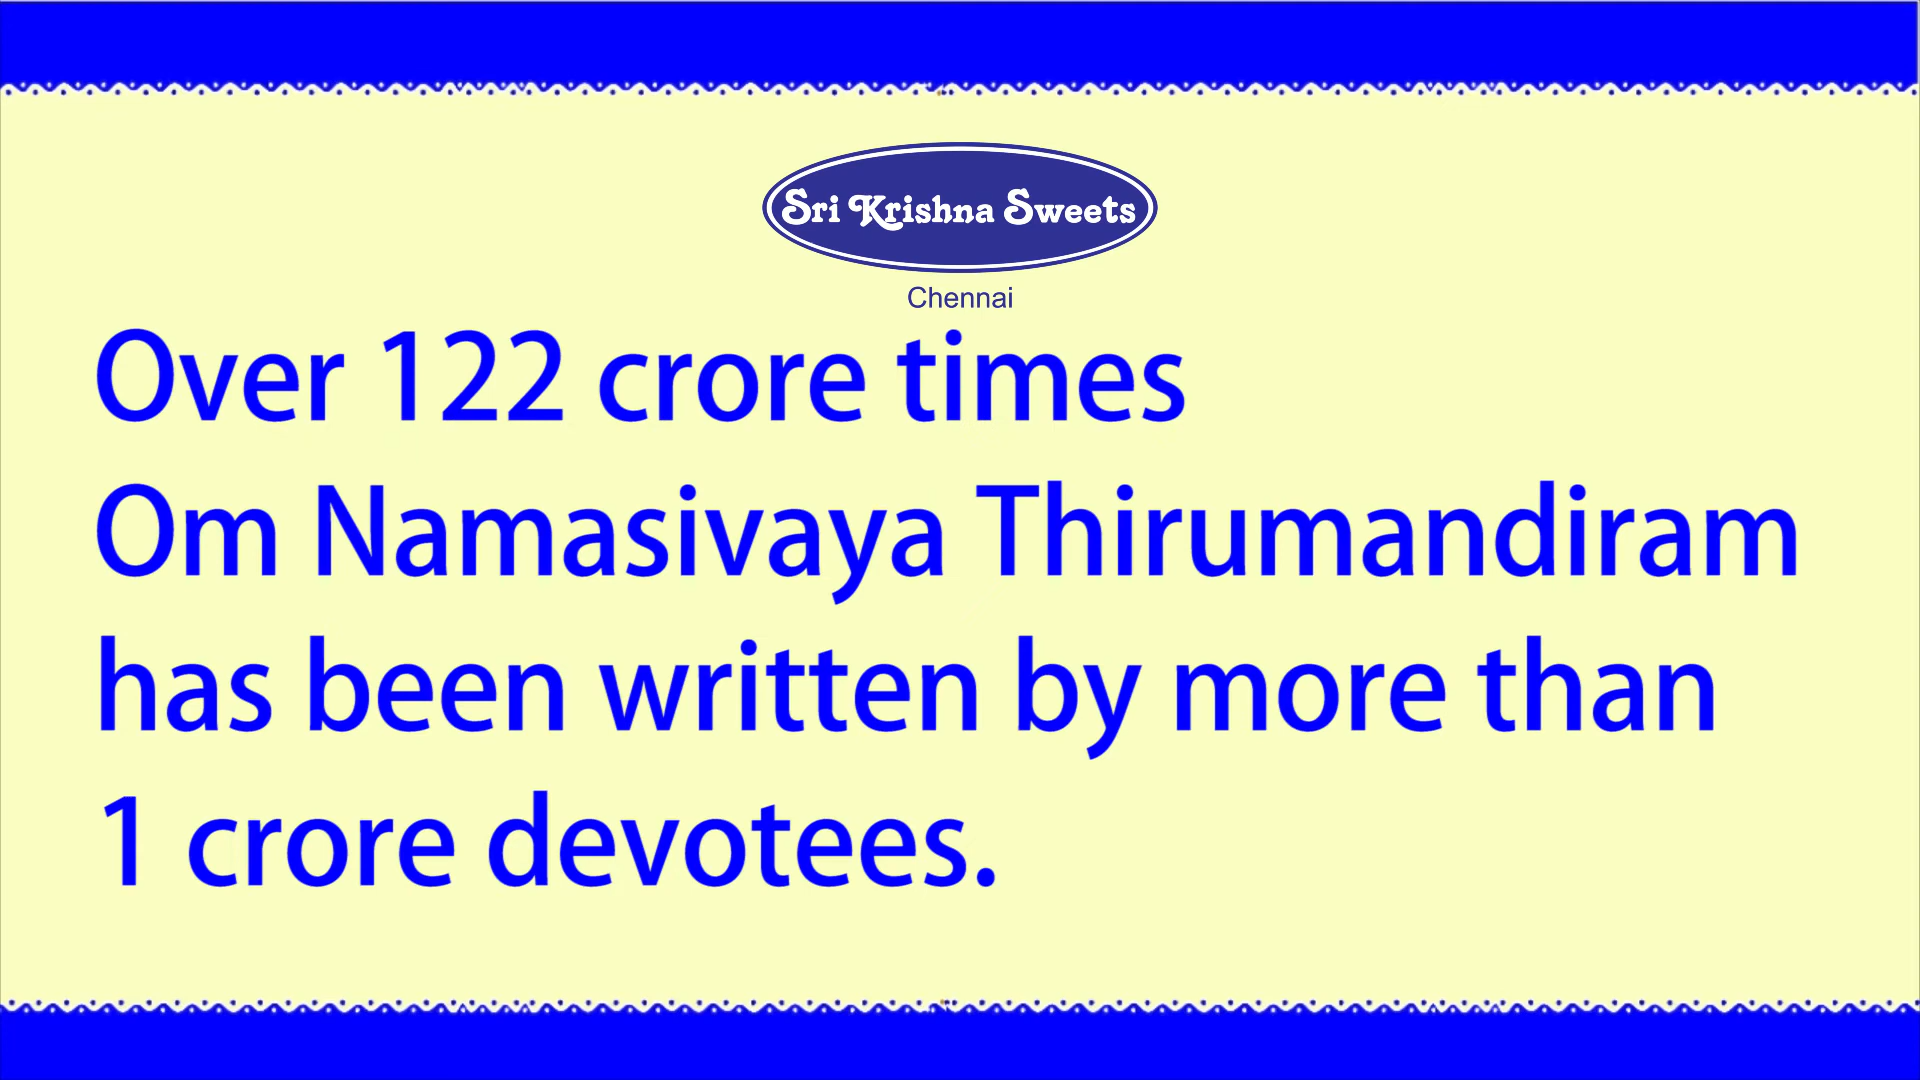 Sri Krishna Sweets
Chennai
Over 122 crore times
Om Namasivaya Thirumandiram
has been written by more than
1 crore devotees.